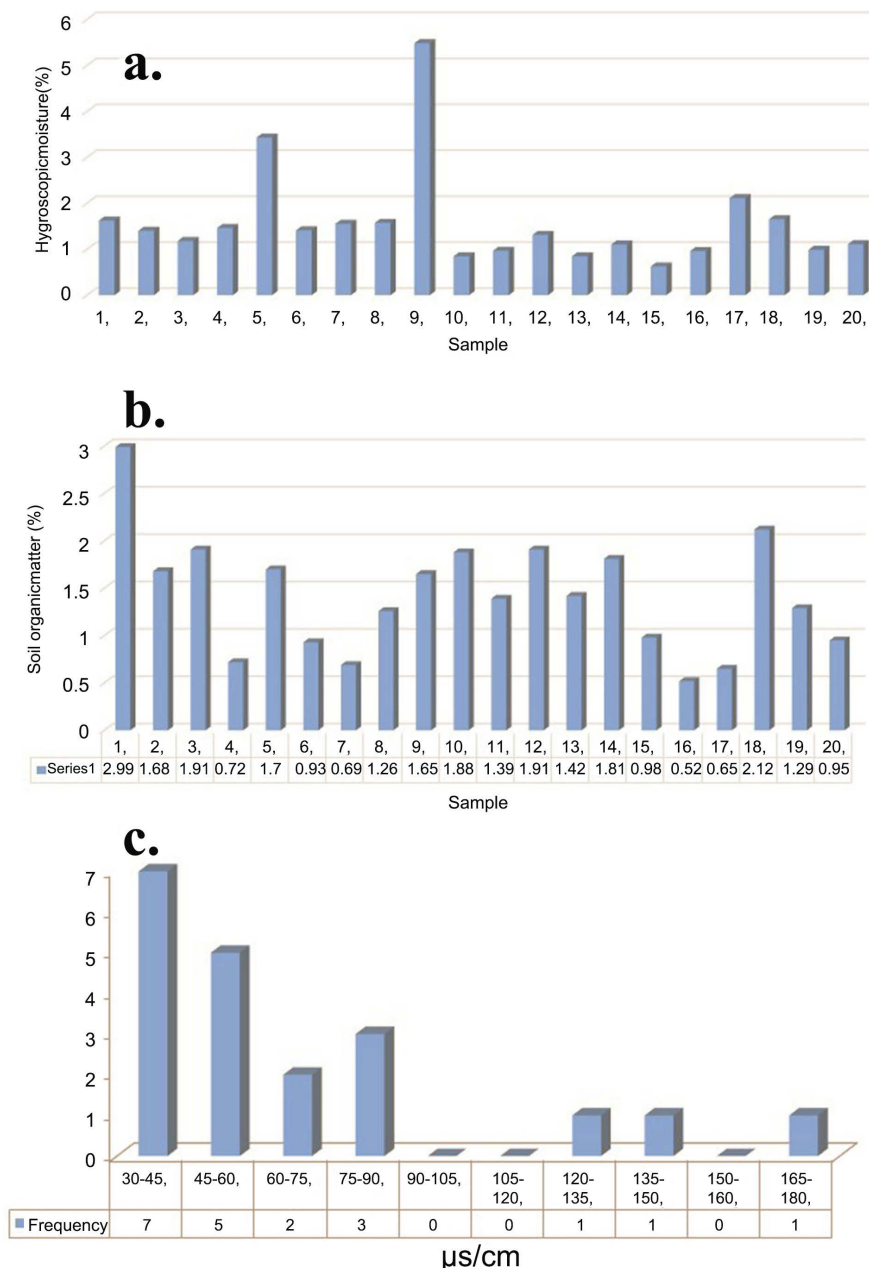 a.
6
5
4
3
2
1
0
Hygroscopicmoisture(%)
1, 2, 3, 4, 5, 6, 7, 8, 9, 10, 11, 12, 13, 14, 15, 16, 17, 18, 19, 20,
Sample
b.
3
2.5
2
1.5
1
0.5
0
Soil organicmatter (%)
1, 2, 3, 4, 5, 6, 7, 8, 9, 10, 11, 12, 13, 14, 15, 16, 17, 18, 19, 20,
Series1 2.99 1.68 1.91 0.72 1.7 0.93 0.69 1.26 1.65 1.88 1.39 1.91 1.42 1.81 0.98 0.52 0.65 2.12 1.29 0.95
Sample
c.
7
6
5
4
3
2
1
0
30-45, 45-60, 60-75, 75-90, 90-105, 105- 120- 135- 150- 165-
120, 135, 150, 160, 180,
Frequency 7 5 2 3 0 0 1 1 0 1
µs/cm